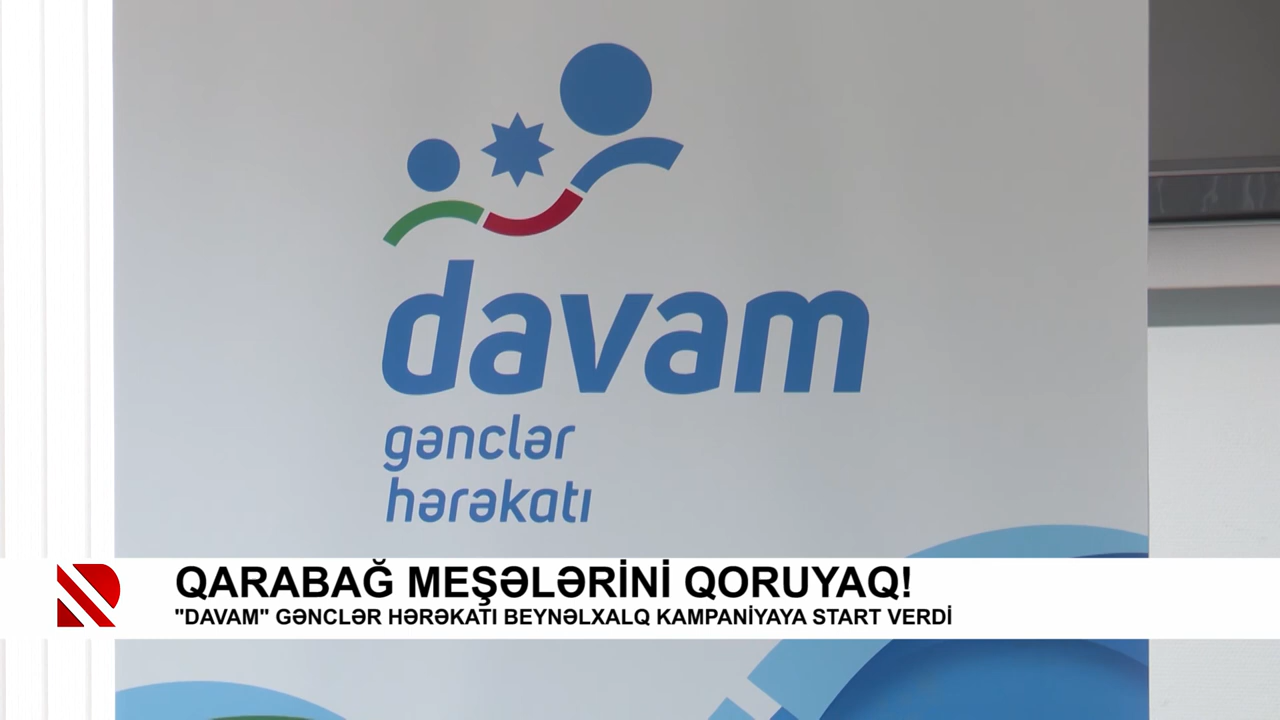 davam
gənclər
hərəkatı
QARABAĞ MEŞƏLƏRİNİ QORUYAQ!
"DAVAM" GƏNCLƏR HƏRƏKATI BEYNƏLXALQ KAMPANİYAYA START VERDİ